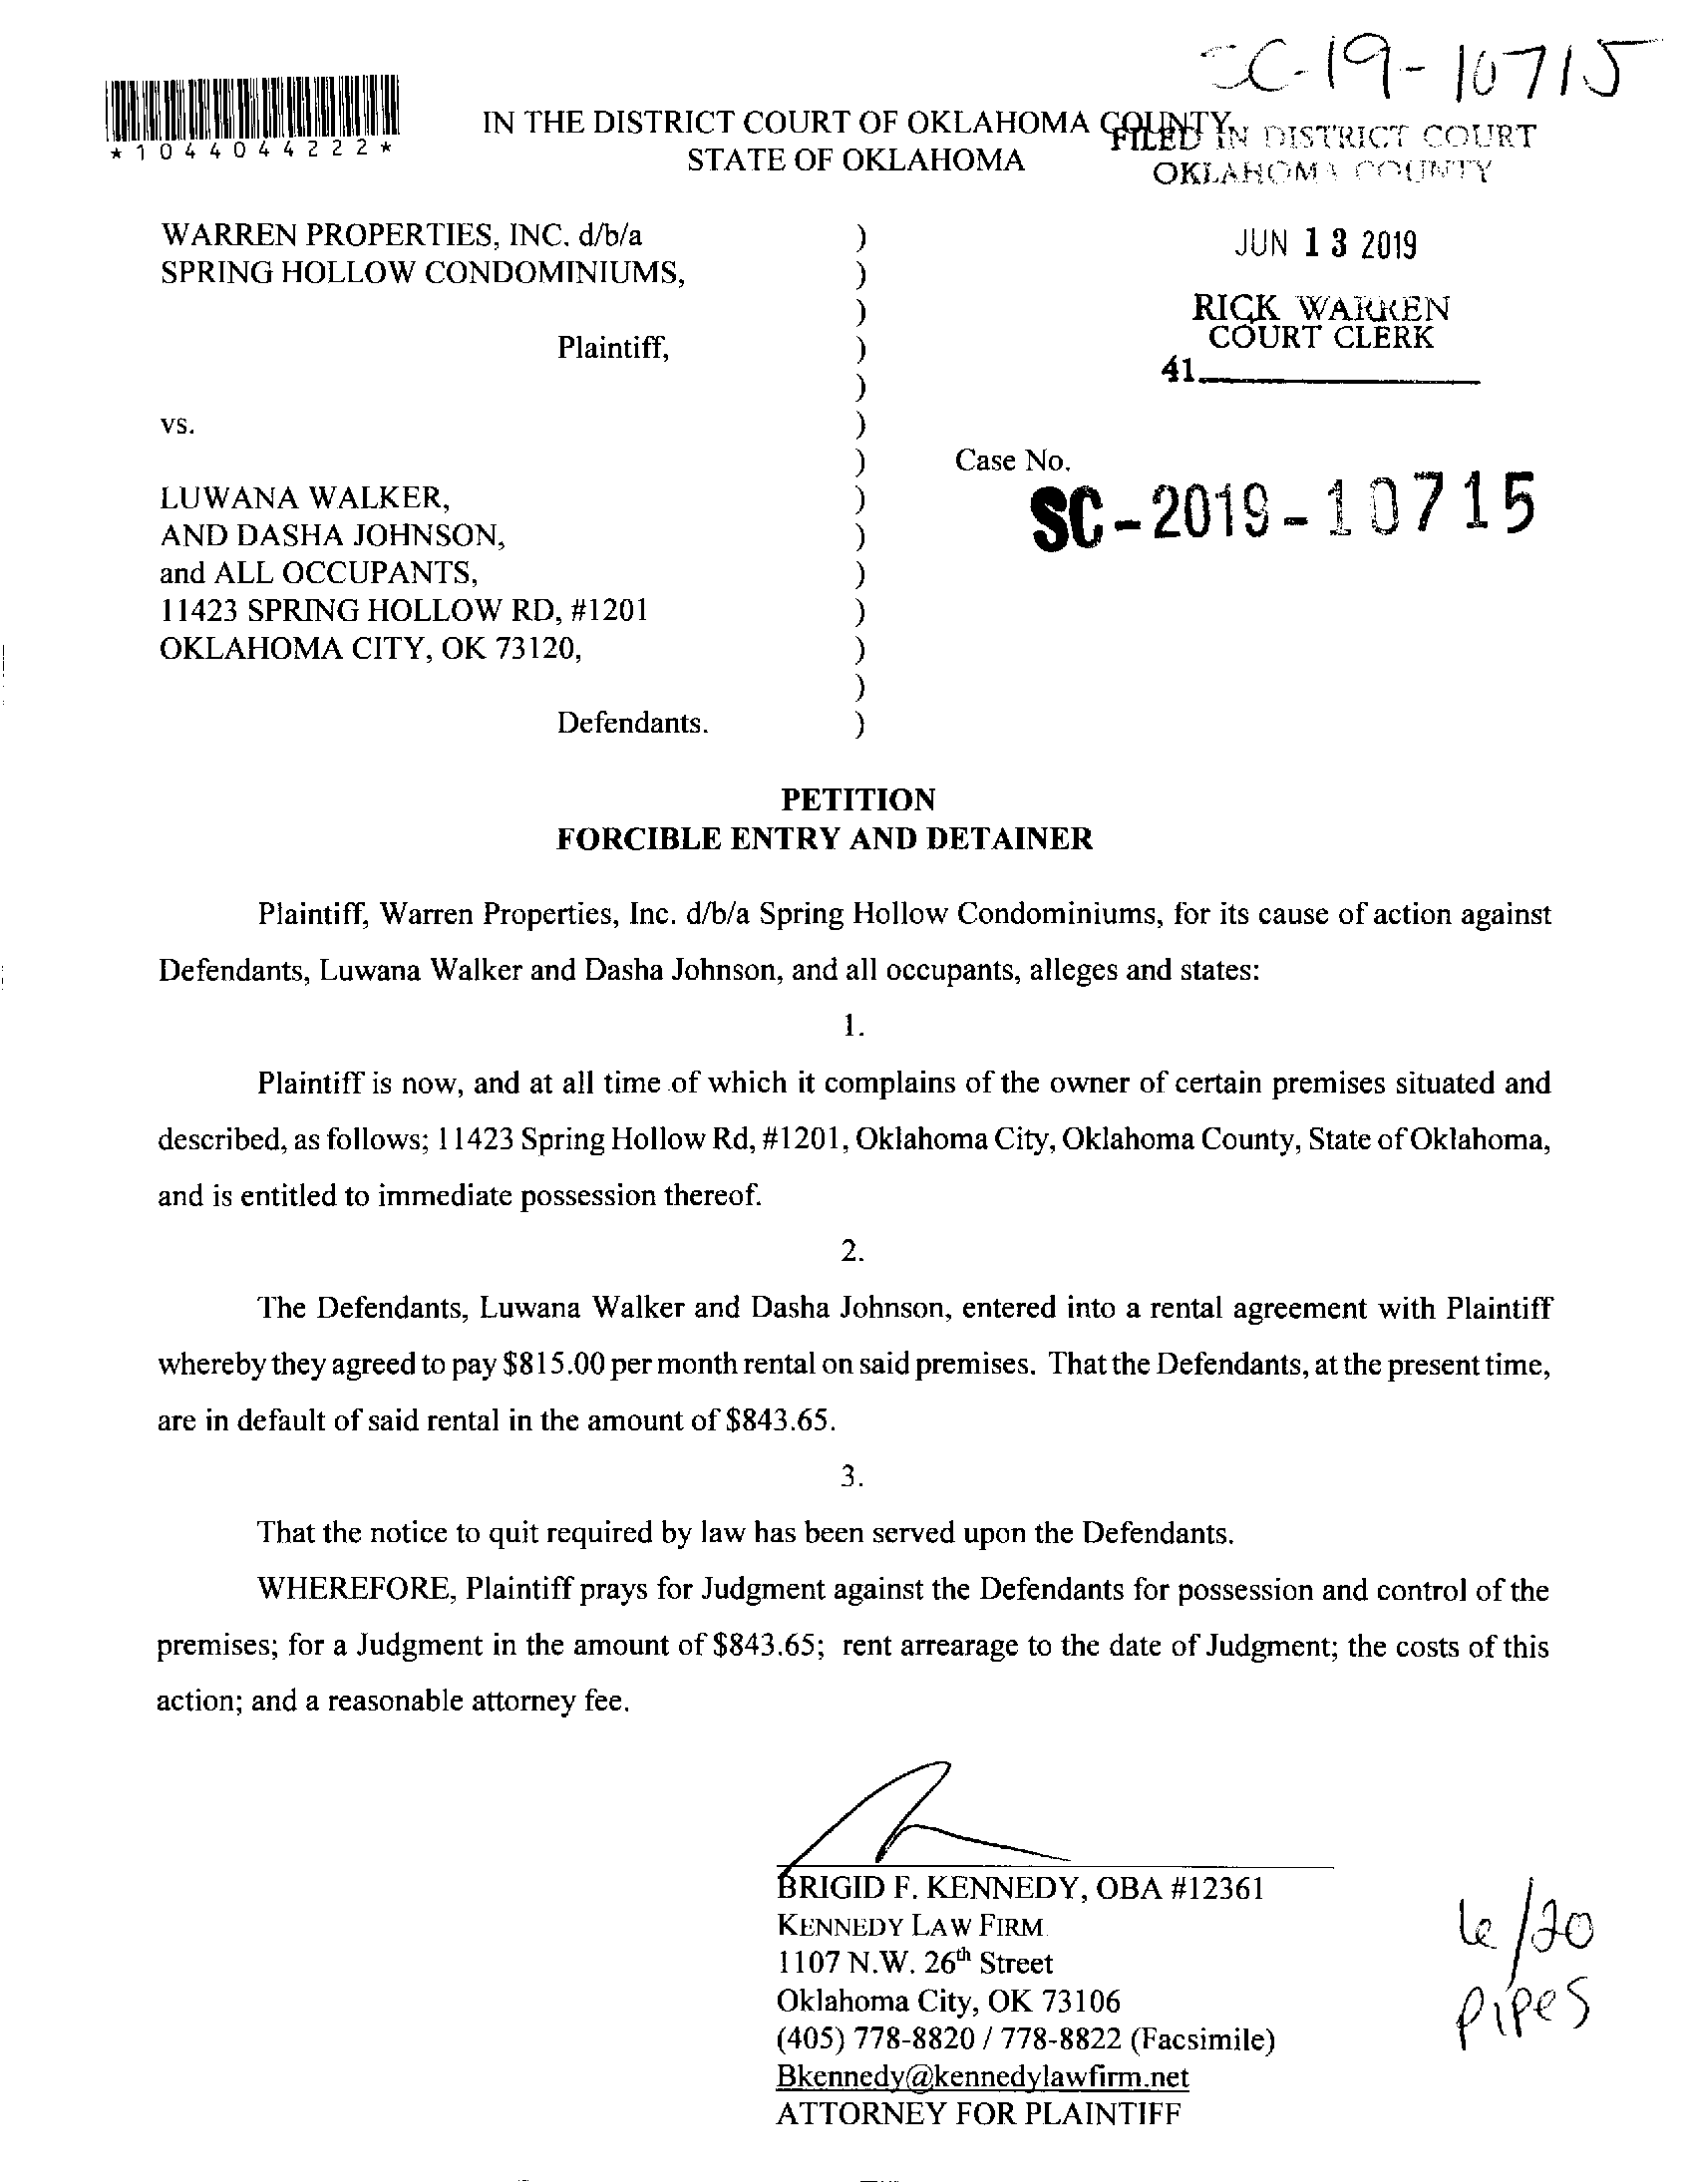 SC-19-10715
*1044044222*
IN THE DISTRICT COURT OF OKLAHOMA COUNTY
STATE OF OKLAHOMA
FILED IN DISTRICT COURT
OKLAHOMA COUNTY
JUN 13 2019
RICK WARREN
COURT CLERK
41
WARREN PROPERTIES, INC. d/b/a )
SPRING HOLLOW CONDOMINIUMS, )
)
Plaintiff, )
)
vs. )
) Case No.
SC-2019-10715
LUWANA WALKER, )
AND DASHA JOHNSON, )
and ALL OCCUPANTS, )
11423 SPRING HOLLOW RD, #1201 )
OKLAHOMA CITY, OK 73120, )
)
Defendants. )
PETITION
FORCIBLE ENTRY AND DETAINER
Plaintiff, Warren Properties, Inc. d/b/a Spring Hollow Condominiums, for its cause of action against
Defendants, Luwana Walker and Dasha Johnson, and all occupants, alleges and states:
1.
Plaintiff is now, and at all time of which it complains of the owner of certain premises situated and
described, as follows; 11423 Spring Hollow Rd, #1201, Oklahoma City, Oklahoma County, State of Oklahoma,
and is entitled to immediate possession thereof.
2.
The Defendants, Luwana Walker and Dasha Johnson, entered into a rental agreement with Plaintiff
whereby they agreed to pay $815.00 per month rental on said premises. That the Defendants, at the present time,
are in default of said rental in the amount of $843.65.
3.
That the notice to quit required by law has been served upon the Defendants.
WHEREFORE, Plaintiff prays for Judgment against the Defendants for possession and control of the
premises; for a Judgment in the amount of $843.65; rent arrearage to the date of Judgment; the costs of this
action; and a reasonable attorney fee.
BRIGID F. KENNEDY, OBA #12361
KENNEDY LAW FIRM
1107 N.W. 26th Street
Oklahoma City, OK 73106
(405) 778-8820 / 778-8822 (Facsimile)
Bkennedy@kennedylawfirm.net
ATTORNEY FOR PLAINTIFF
6/20
pipes